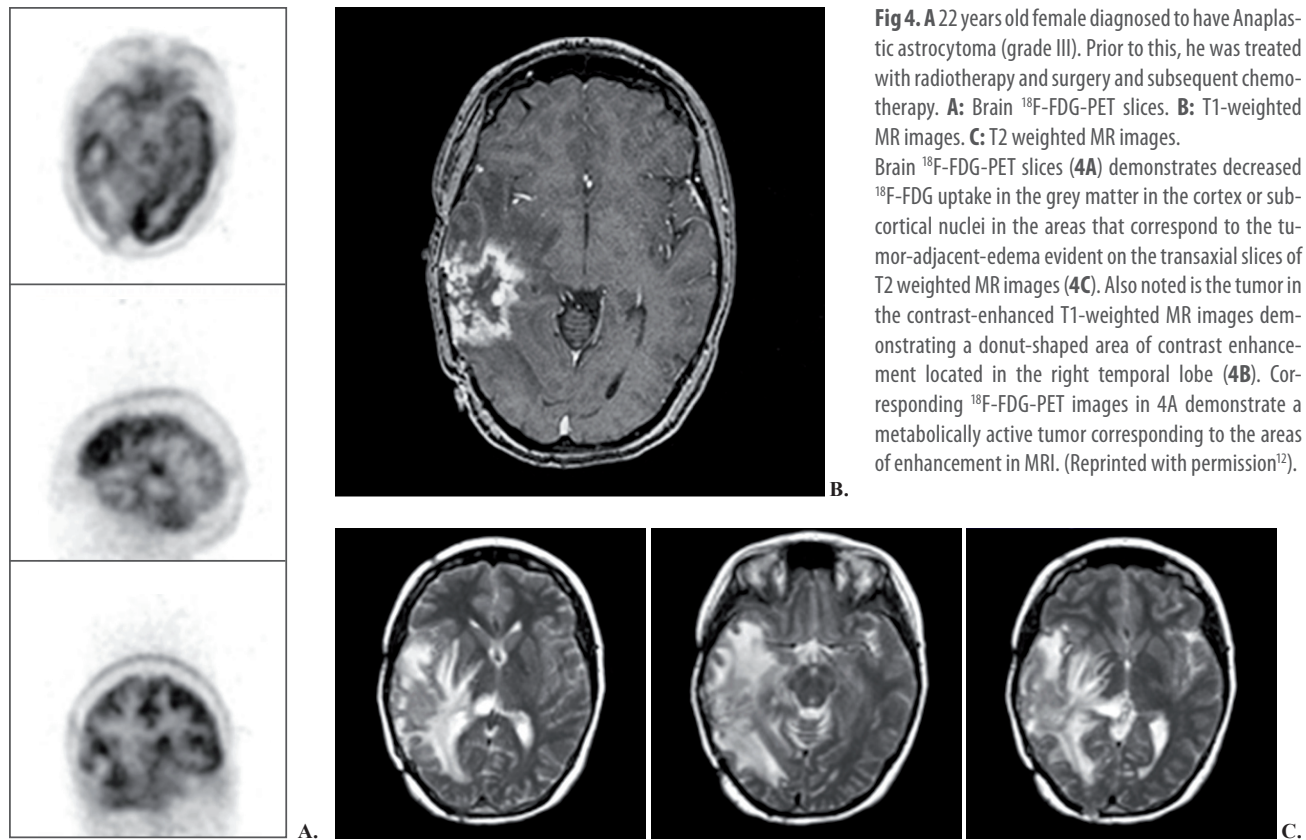 Fig 4. A 22 years old female diagnosed to have Anaplas-
tic astrocytoma (grade III). Prior to this, he was treated
with radiotherapy and surgery and subsequent chemo-
therapy. A: Brain ¹⁸F-FDG-PET slices. B: T1-weighted
MR images. C: T2 weighted MR images.
Brain ¹⁸F-FDG-PET slices (4A) demonstrates decreased
¹⁸F-FDG uptake in the grey matter in the cortex or sub-
cortical nuclei in the areas that correspond to the tu-
mor-adjacent-edema evident on the transaxial slices of
T2 weighted MR images (4C). Also noted is the tumor in
the contrast-enhanced T1-weighted MR images dem-
onstrating a donut-shaped area of contrast enhance-
ment located in the right temporal lobe (4B). Cor-
responding ¹⁸F-FDG-PET images in 4A demonstrate a
metabolically active tumor corresponding to the areas
of enhancement in MRI. (Reprinted with permission¹²).
B.
A.
C.